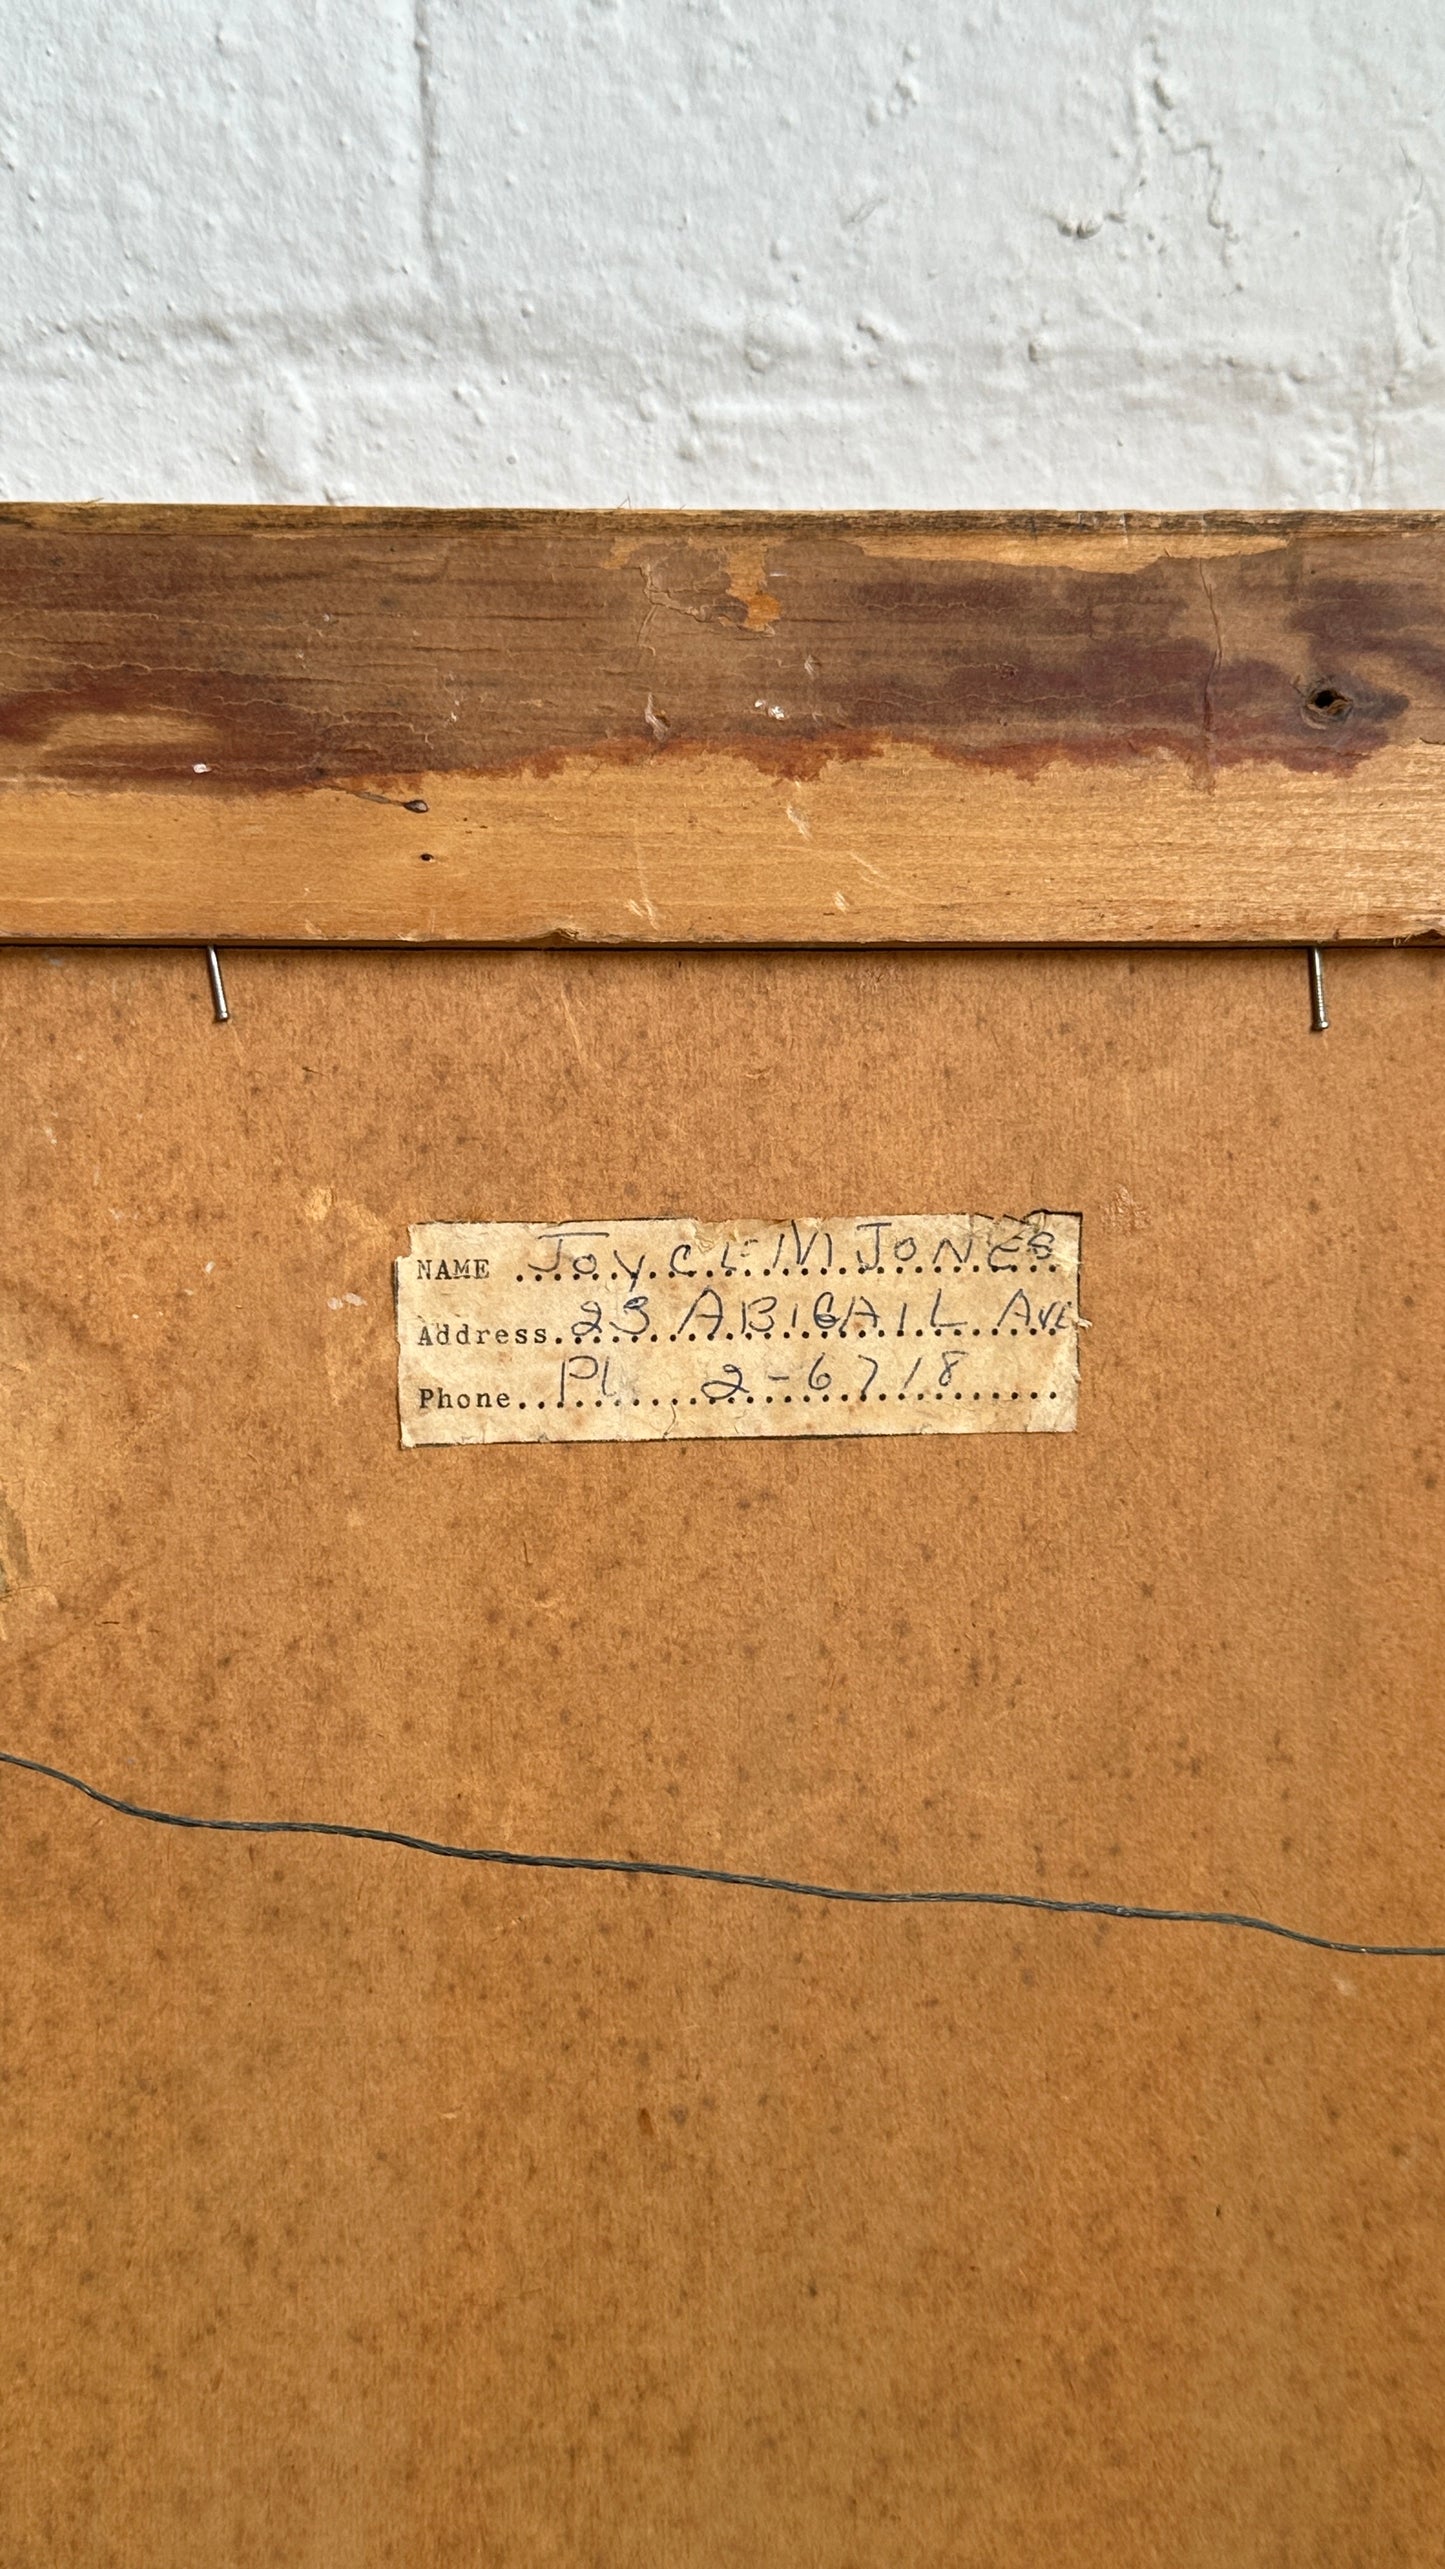 NAME ... JOYCE M JONES
Address. 23 ABIGAIL AVE
Phone... Pl 2-6718